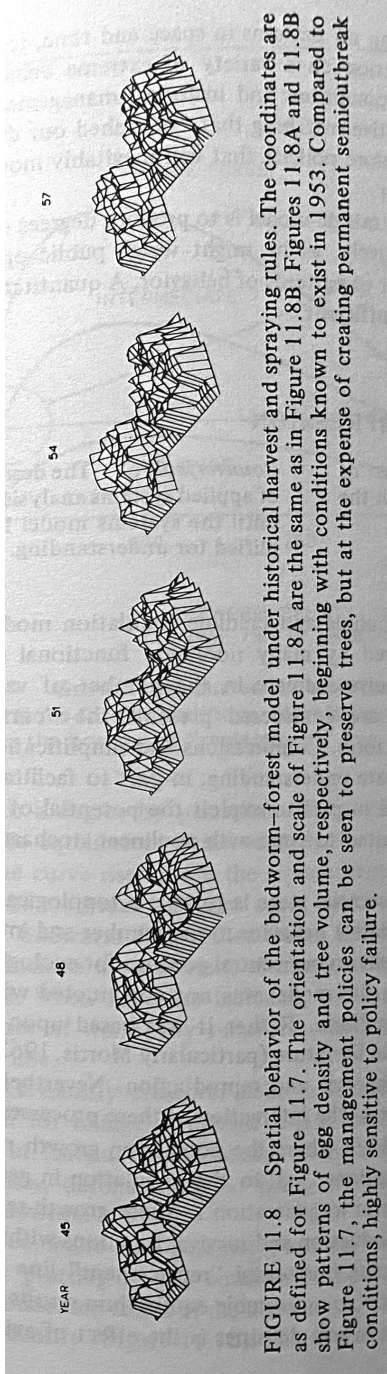 YEAR 45 48 51 54 57
FIGURE 11.8 Spatial behavior of the budworm–forest model under historical harvest and spraying rules. The coordinates are
as defined for Figure 11.7. The orientation and scale of Figure 11.8A are the same as in Figure 11.8B. Figures 11.8A and 11.8B
show patterns of egg density and tree volume, respectively, beginning with conditions known to exist in 1953. Compared to
Figure 11.7, the management policies can be seen to preserve trees, but at the expense of creating permanent semioutbreak
conditions, highly sensitive to policy failure.